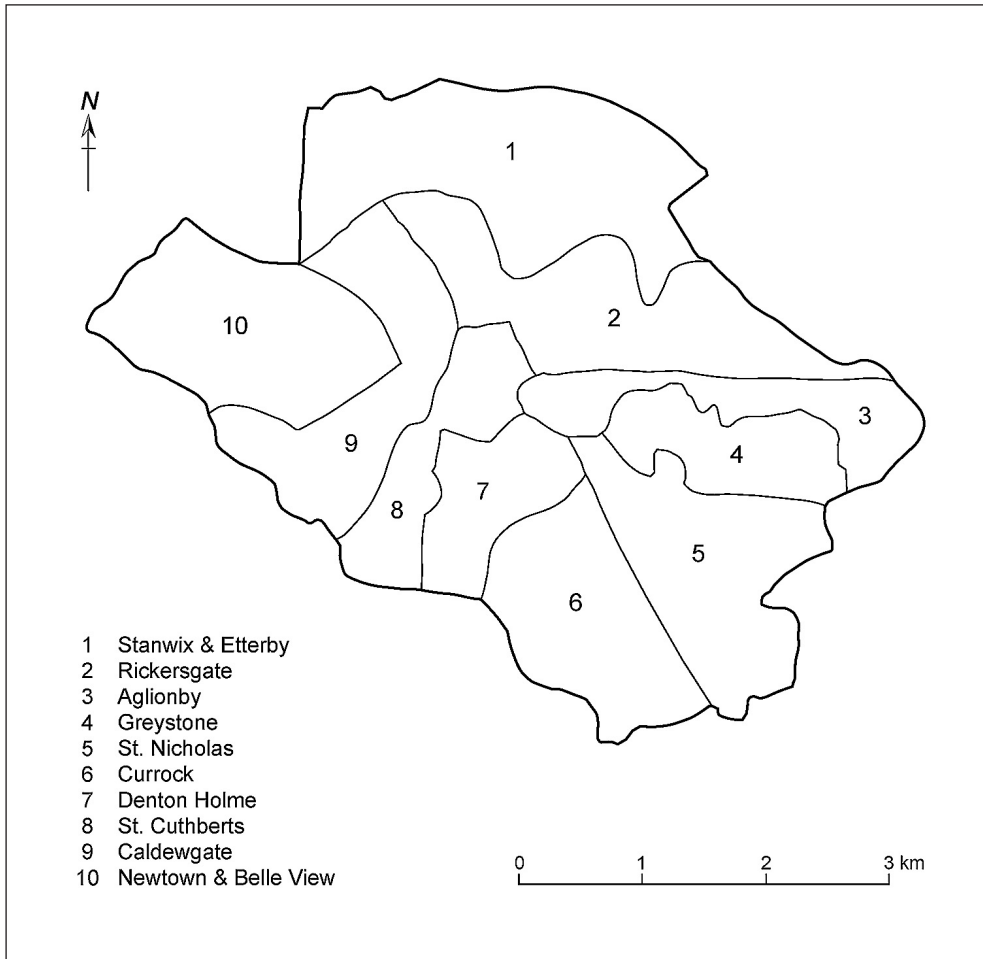 N
1
2
10
3
9
4
7
8
5
6
1 Stanwix & Etterby
2 Rickersgate
3 Aglionby
4 Greystone
5 St. Nicholas
6 Currock
7 Denton Holme
8 St. Cuthberts
9 Caldewgate
10 Newtown & Belle View
0 1 2 3 km